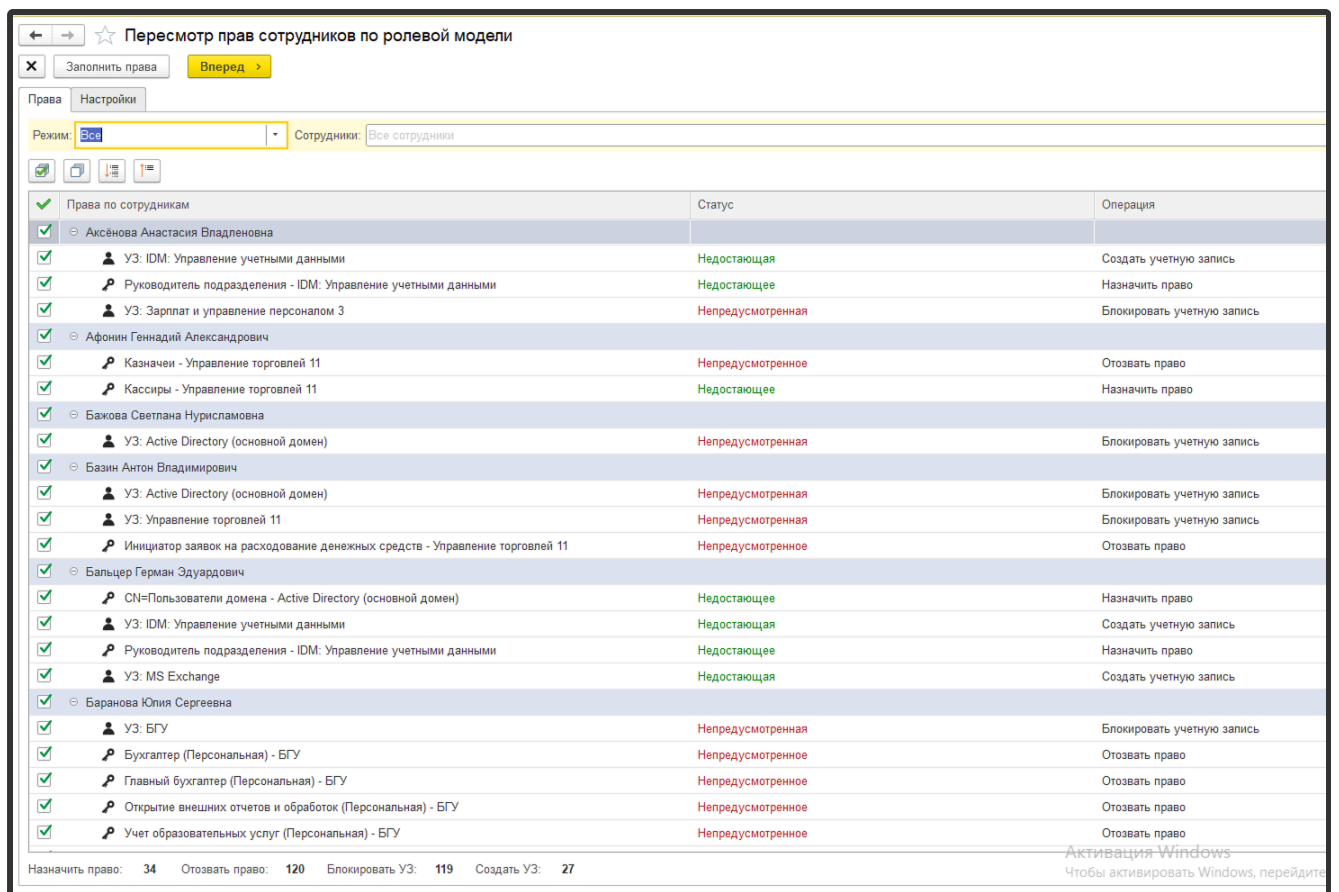 Пересмотр прав сотрудников по ролевой модели
Заполнить права Вперед
Права Настройки
Режим: Все Сотрудники: Все сотрудники
Права по сотрудникам Статус Операция
Аксёнова Анастасия Владленовна
УЗ: IDM: Управление учетными данными Недостающая Создать учетную запись
Руководитель подразделения - IDM: Управление учетными данными Недостающее Назначить право
УЗ: Зарплат и управление персоналом 3 Непредусмотренная Блокировать учетную запись
Афонин Геннадий Александрович
Казначеи - Управление торговлей 11 Непредусмотренное Отозвать право
Кассиры - Управление торговлей 11 Недостающее Назначить право
Бажова Светлана Нурисламовна
УЗ: Active Directory (основной домен) Непредусмотренная Блокировать учетную запись
Базин Антон Владимирович
УЗ: Active Directory (основной домен) Непредусмотренная Блокировать учетную запись
УЗ: Управление торговлей 11 Непредусмотренная Блокировать учетную запись
Инициатор заявок на расходование денежных средств - Управление торговлей 11 Непредусмотренное Отозвать право
Бальцер Герман Эдуардович
CN=Пользователи домена - Active Directory (основной домен) Недостающее Назначить право
УЗ: IDM: Управление учетными данными Недостающая Создать учетную запись
Руководитель подразделения - IDM: Управление учетными данными Недостающее Назначить право
УЗ: MS Exchange Недостающая Создать учетную запись
Баранова Юлия Сергеевна
УЗ: БГУ Непредусмотренная Блокировать учетную запись
Бухгалтер (Персональная) - БГУ Непредусмотренное Отозвать право
Главный бухгалтер (Персональная) - БГУ Непредусмотренное Отозвать право
Открытие внешних отчетов и обработок (Персональная) - БГУ Непредусмотренное Отозвать право
Учет образовательных услуг (Персональная) - БГУ Непредусмотренное Отозвать право
Назначить право: 34 Отозвать право: 120 Блокировать УЗ: 119 Создать УЗ: 27
Активация Windows
Чтобы активировать Windows, перейдите